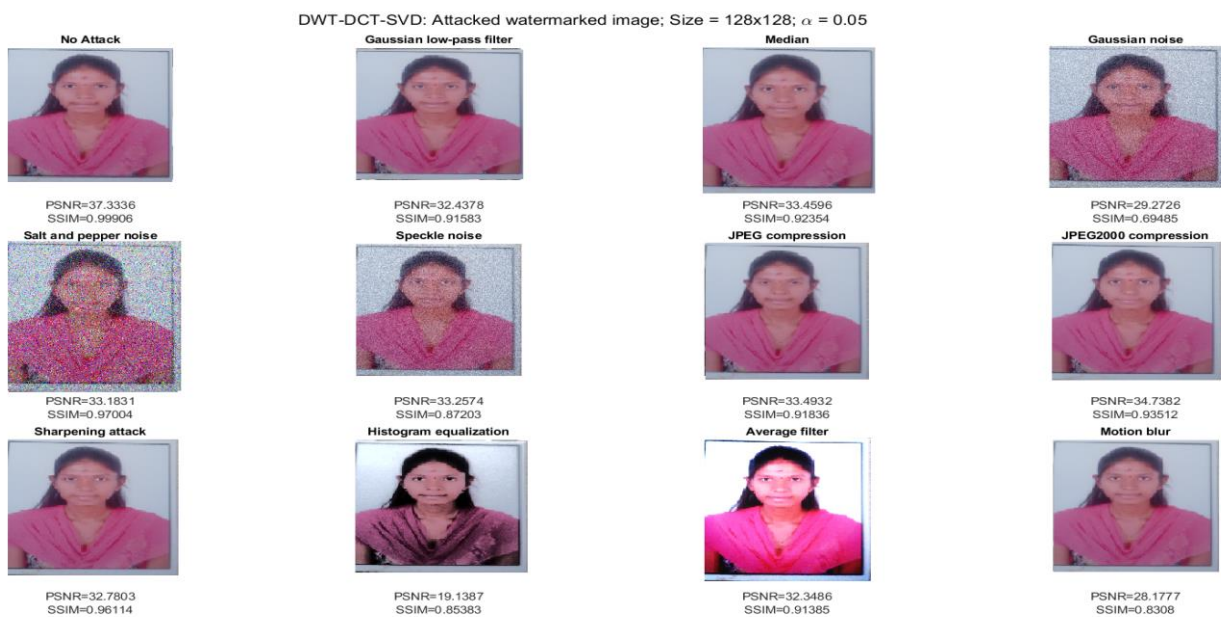 DWT-DCT-SVD: Attacked watermarked image; Size = 128x128; α = 0.05
No Attack
Gaussian low-pass filter
Median
Gaussian noise
PSNR=37.3336
SSIM=0.99906
PSNR=32.4378
SSIM=0.91583
PSNR=33.4596
SSIM=0.92354
PSNR=29.2726
SSIM=0.69485
Salt and pepper noise
Speckle noise
JPEG compression
JPEG2000 compression
PSNR=33.1831
SSIM=0.97004
PSNR=33.2574
SSIM=0.87203
PSNR=33.4932
SSIM=0.91836
PSNR=34.7382
SSIM=0.93512
Sharpening attack
Histogram equalization
Average filter
Motion blur
PSNR=32.7803
SSIM=0.96114
PSNR=19.1387
SSIM=0.85383
PSNR=32.3486
SSIM=0.91385
PSNR=28.1777
SSIM=0.8308